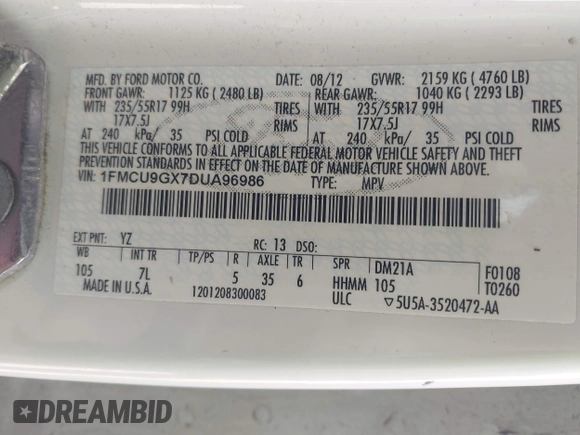 MFD. BY FORD MOTOR CO. DATE: 08/12 GVWR: 2159 KG ( 4760 LB)
FRONT GAWR: 1125 KG ( 2480 LB) REAR GAWR: 1040 KG ( 2293 LB)
WITH 235/55R17 99H TIRES WITH 235/55R17 99H TIRES
17X7.5J RIMS 17X7.5J RIMS
AT 240 kPa/ 35 PSI COLD AT 240 kPa/ 35 PSI COLD
THIS VEHICLE CONFORMS TO ALL APPLICABLE FEDERAL MOTOR VEHICLE SAFETY AND THEFT
PREVENTION STANDARDS IN EFFECT ON THE DATE OF MANUFACTURE SHOWN ABOVE.
VIN: 1FMCU9GX7DUA96986 TYPE: MPV
EXT PNT: YZ RC: 13 DSO:
WB INT TR TP/PS R AXLE TR SPR DM21A F0108
105 7L 5 35 6 HHMM 105 T0260
MADE IN U.S.A. 1201208300083 ULC ▽5U5A-3520472-AA
DREAMBID